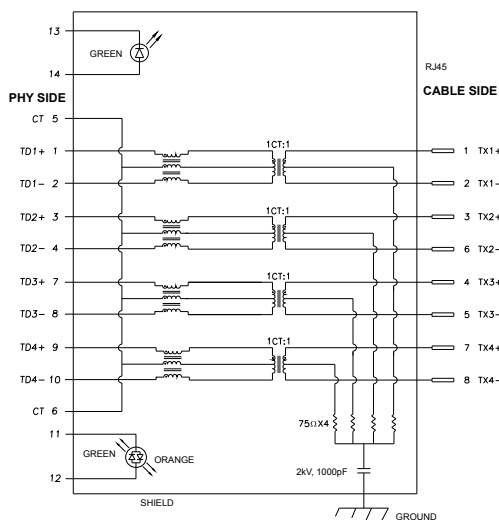 13
GREEN
14
RJ45
PHY SIDE
CABLE SIDE
CT 5
1CT:1
TD1+ 1
1 TX1+
TD1- 2
2 TX1-
1CT:1
TD2+ 3
3 TX2+
TD2- 4
6 TX2-
1CT:1
TD3+ 7
4 TX3+
TD3- 8
5 TX3-
1CT:1
TD4+ 9
7 TX4+
TD4- 10
8 TX4-
CT 6
75ΩX4
11
GREEN
ORANGE
12
2kV, 1000pF
SHIELD
GROUND